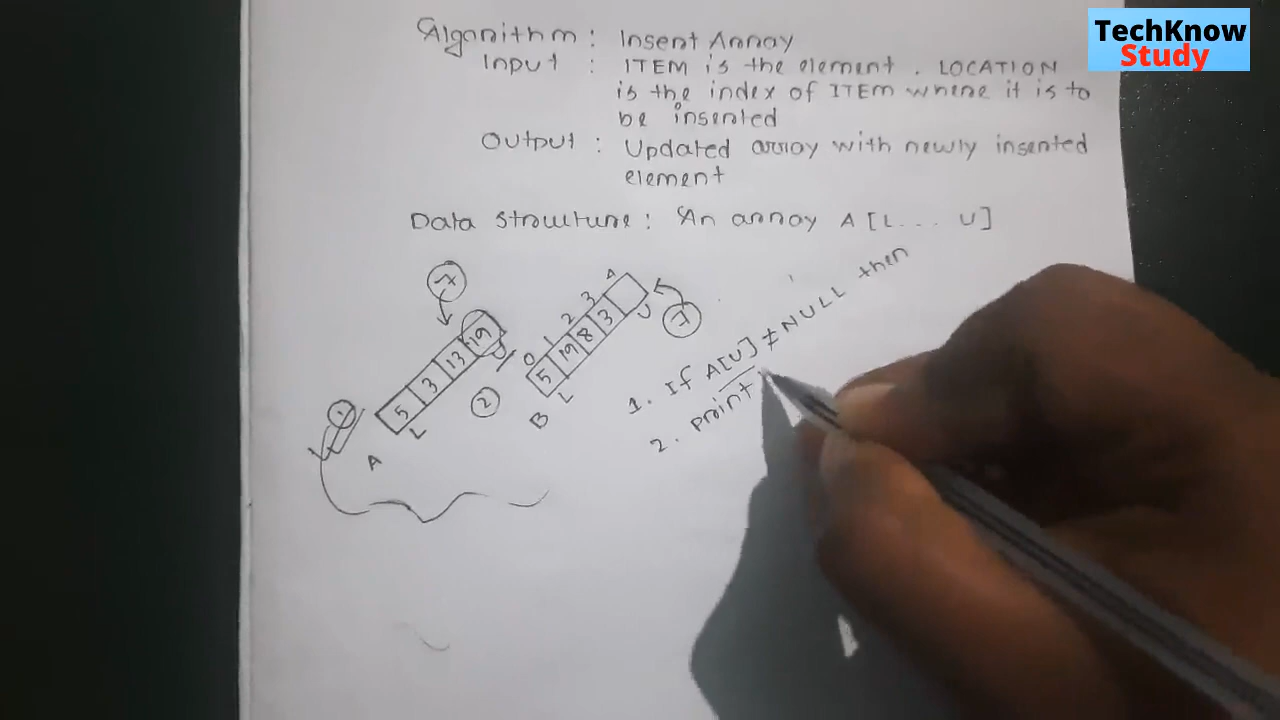 TechKnow
Study
Algorithm : Insert Array
Input : ITEM is the element . LOCATION
is the index of ITEM where it is to
be inserted
Output : Updated array with newly inserted
element
Data structure : An array A [L ... U]
7
5 3 13 19
L U
A
1
2
0 1 2 3 4
5 19 8 3
B L U
7
1. If A[U] ≠ NULL then
2. print